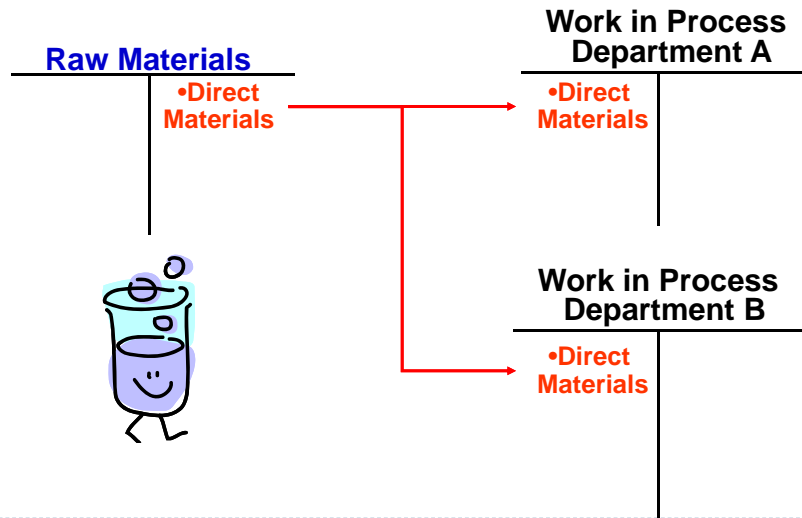 Raw Materials
•Direct
Materials
Work in Process
Department A
•Direct
Materials
Work in Process
Department B
•Direct
Materials